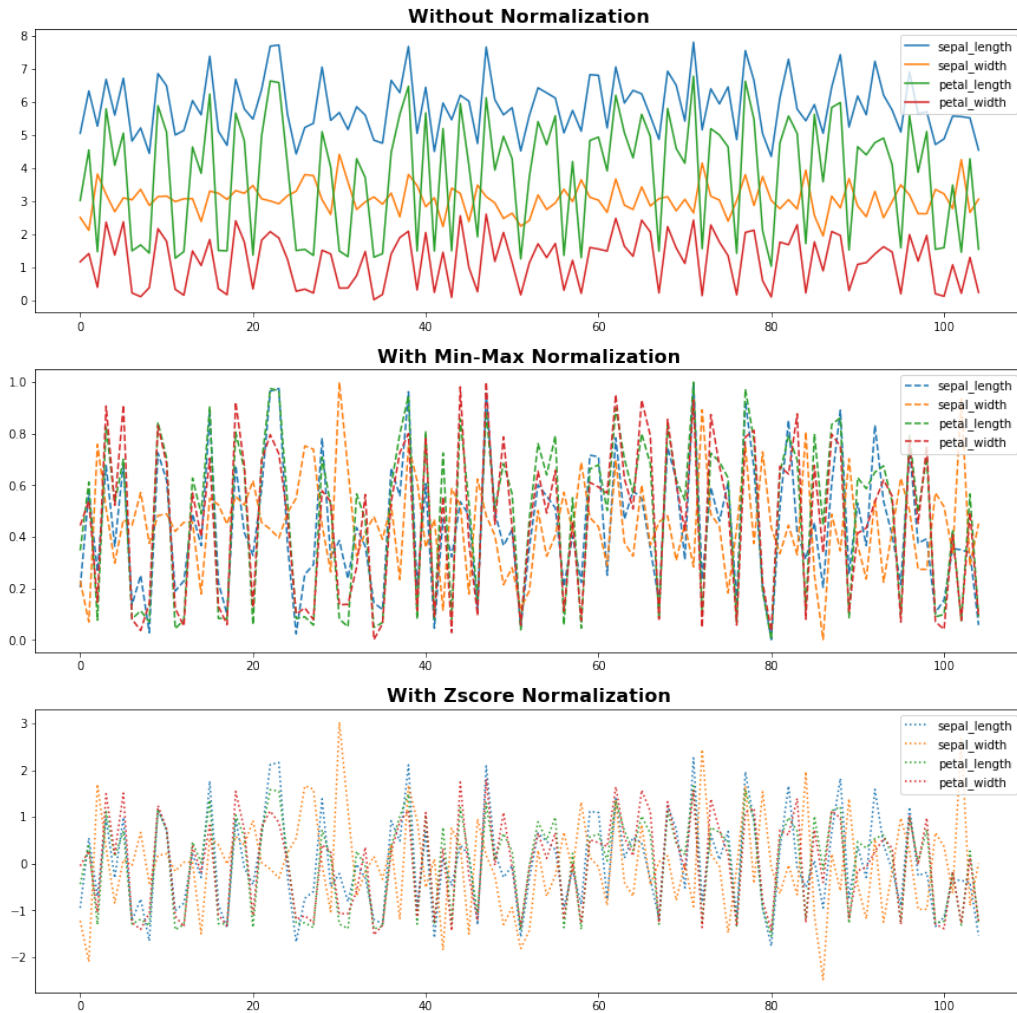 Without Normalization
8
7
6
5
4
3
2
1
0
sepal_length
sepal_width
petal_length
petal_width
0 20 40 60 80 100
With Min-Max Normalization
1.0
0.8
0.6
0.4
0.2
0.0
sepal_length
sepal_width
petal_length
petal_width
0 20 40 60 80 100
With Zscore Normalization
3
2
1
0
−1
−2
sepal_length
sepal_width
petal_length
petal_width
0 20 40 60 80 100